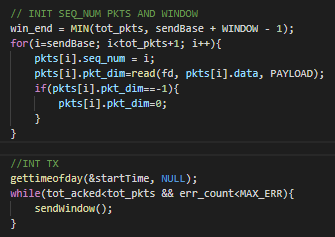 // INIT SEQ_NUM PKTS AND WINDOW
win_end = MIN(tot_pkts, sendBase + WINDOW - 1);
for(i=sendBase; i<tot_pkts+1; i++){
    pkts[i].seq_num = i;
    pkts[i].pkt_dim=read(fd, pkts[i].data, PAYLOAD);
    if(pkts[i].pkt_dim==-1){
        pkts[i].pkt_dim=0;
    }
}
//INT TX
gettimeofday(&startTime, NULL);
while(tot_acked<tot_pkts && err_count<MAX_ERR){
    sendWindow();
}